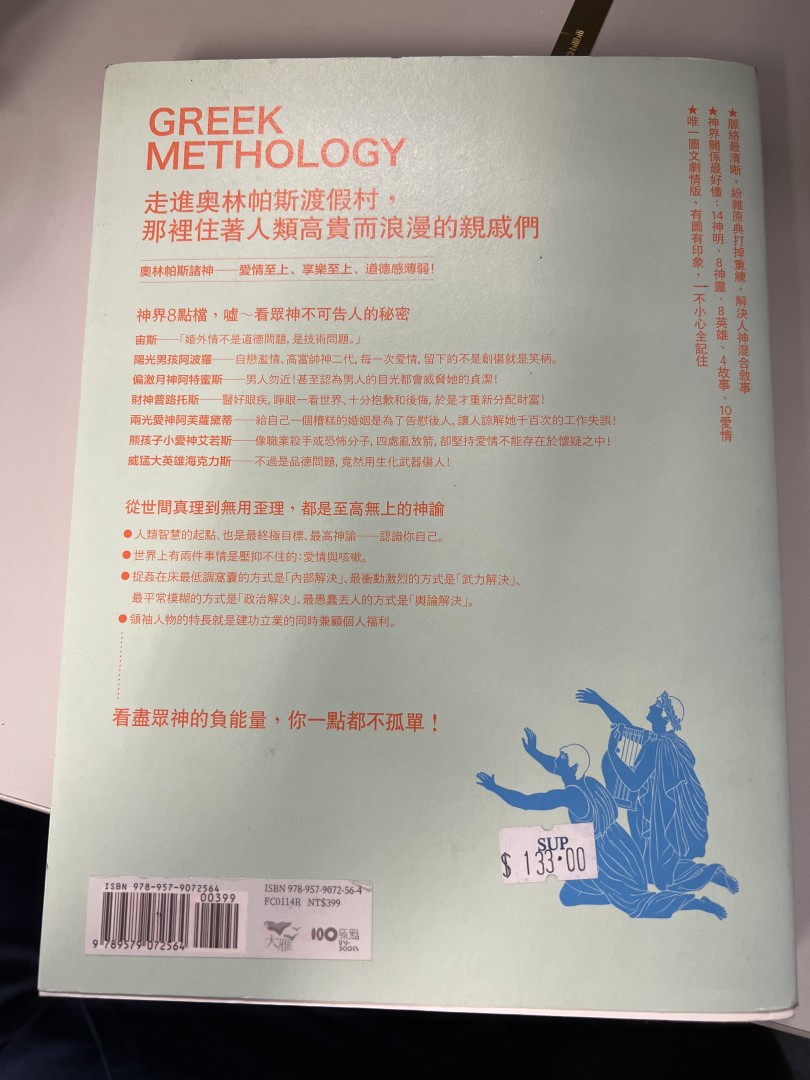 GREEK
METHOLOGY
走進奧林帕斯渡假村，
那裡住著人類高貴而浪漫的親戚們
奧林帕斯諸神──愛情至上、享樂至上、道德感薄弱！
神界8點檔，噓～看眾神不可告人的秘密
宙斯──「婚外情不是道德問題，是技術問題。」
陽光男孩阿波羅──自戀濫情、高富帥神二代，每一次愛情，留下的不是創傷就是笑柄。
偏激月神阿特蜜斯──男人勿近！甚至認為男人的目光都會威脅她的貞潔！
財神普路托斯──醫好眼疾，睜眼一看世界、十分抱歉和後悔，於是才重新分配財富！
兩光愛神阿芙蘿黛蒂──給自己一個糟糕的婚姻是為了告慰後人，讓人諒解她千百次的工作失誤！
熊孩子小愛神艾若斯──像職業殺手或恐怖分子，四處亂放箭，卻堅持愛情不能存在於懷疑之中！
威猛大英雄海克力斯──不過是品德問題，竟然用生化武器傷人！
從世間真理到無用歪理，都是至高無上的神諭
●人類智慧的起點、也是最終極目標、最高神諭──認識你自己。
●世界上有兩件事情是壓抑不住的：愛情與咳嗽。
●捉姦在床最低調窩囊的方式是「內部解決」、最衝動激烈的方式是「武力解決」、
最平常模糊的方式是「政治解決」、最愚蠢丟人的方式是「輿論解決」。
●領袖人物的特長就是建功立業的同時兼顧個人福利。
看盡眾神的負能量，你一點都不孤單！
★脈絡最清晰，紛雜原典打掉重練，解決人神混合敘事
★神界關係最好懂：14神明、8神靈、8英雄、4故事、10愛情
★唯一圖文劇情版，有圖有印象，一不小心全記住
SUP
$ 133.00
ISBN 978-957-9072564
00399
9 789579 072564
ISBN 978-957-9072-56-4
FC0114R NT$399
大雁
100原點